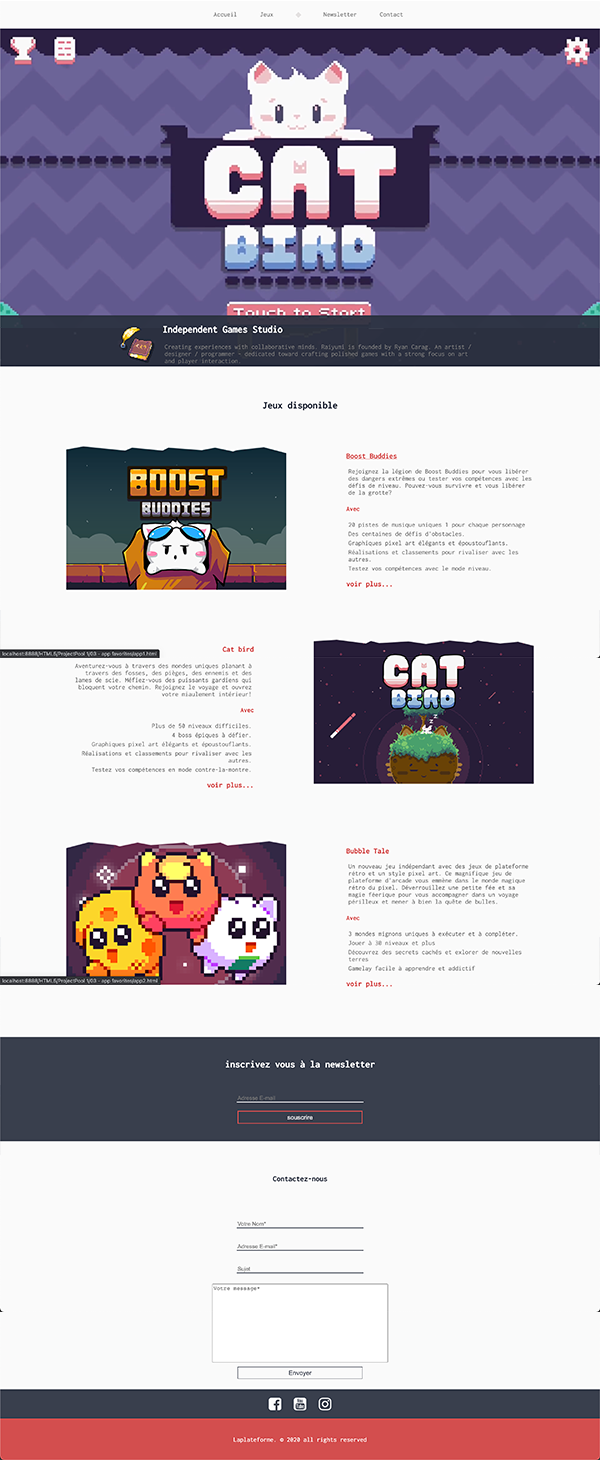 Accueil Jeux Newsletter Contact
CAT
BIRD
Touch to Start
Independent Games Studio
Creating experiences with collaborative minds. Raiyumi is founded by Ryan Carag. An artist /
designer / programmer - dedicated toward crafting polished games with a strong focus on art
and player interaction.
Jeux disponible
BOOST
BUDDIES
Boost Buddies
Rejoignez la légion de Boost Buddies pour vous libérer
des dangers extrêmes ou tester vos compétences avec les
défis de niveau. Pouvez-vous survivre et vous libérer
de la grotte?
Avec
20 pistes de musique uniques 1 pour chaque personnage
Des centaines de défis d'obstacles.
Graphiques pixel art élégants et époustouflants.
Réalisations et classements pour rivaliser avec les
autres.
Testez vos compétences avec le mode niveau.
voir plus...
localhost:8888/HTML5/ProjectPool 1/03 - app favorites/app1.html
Cat bird
Aventurez-vous à travers des mondes uniques planant à
travers des fosses, des pièges, des ennemis et des
lames de scie. Méfiez-vous des puissants gardiens qui
bloquent votre chemin. Rejoignez le voyage et ouvrez
votre miaulement intérieur!
Avec
Plus de 50 niveaux difficiles.
4 boss épiques à défier.
Graphiques pixel art élégants et époustouflants.
Réalisations et classements pour rivaliser avec les
autres.
Testez vos compétences en mode contre-la-montre.
voir plus...
CAT
BIRD
Bubble Tale
Un nouveau jeu indépendant avec des jeux de plateforme
rétro et un style pixel art. Ce magnifique jeu de
plateforme d'arcade vous emmène dans le monde magique
rétro du pixel. Déverrouillez une petite fée et sa
magie féerique pour vous accompagner dans un voyage
périlleux et mener à bien la quête de bulles.
Avec
3 mondes mignons uniques à exécuter et à compléter.
Jouer à 30 niveaux et plus
Découvrez des secrets cachés et exlorer de nouvelles
terres
Gamelay facile à apprendre et addictif
voir plus...
localhost:8888/HTML5/ProjectPool 1/03 - app favorites/app2.html
inscrivez vous à la newsletter
Adresse E-mail
souscrire
Contactez-nous
Votre Nom*
Adresse E-mail*
Sujet
Votre message*
Envoyer
You
Tube
Laplateforme. © 2020 all rights reserved